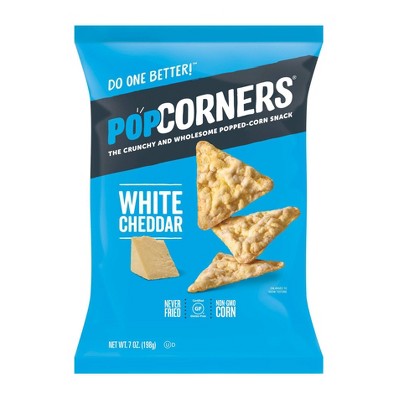 DO ONE BETTER!™
POPCORNERS®
THE CRUNCHY AND WHOLESOME POPPED-CORN SNACK
WHITE
CHEDDAR
NEVER
FRIED
GF
NON-GMO
CORN
NET WT. 7 OZ. (198g) U D